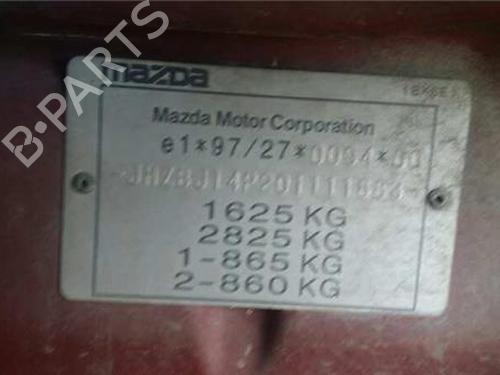 B-PARTS
mazda
Mazda Motor Corporation
e1*97/27*0094*00
1625 KG
2825 KG
1-865 KG
2-860 KG